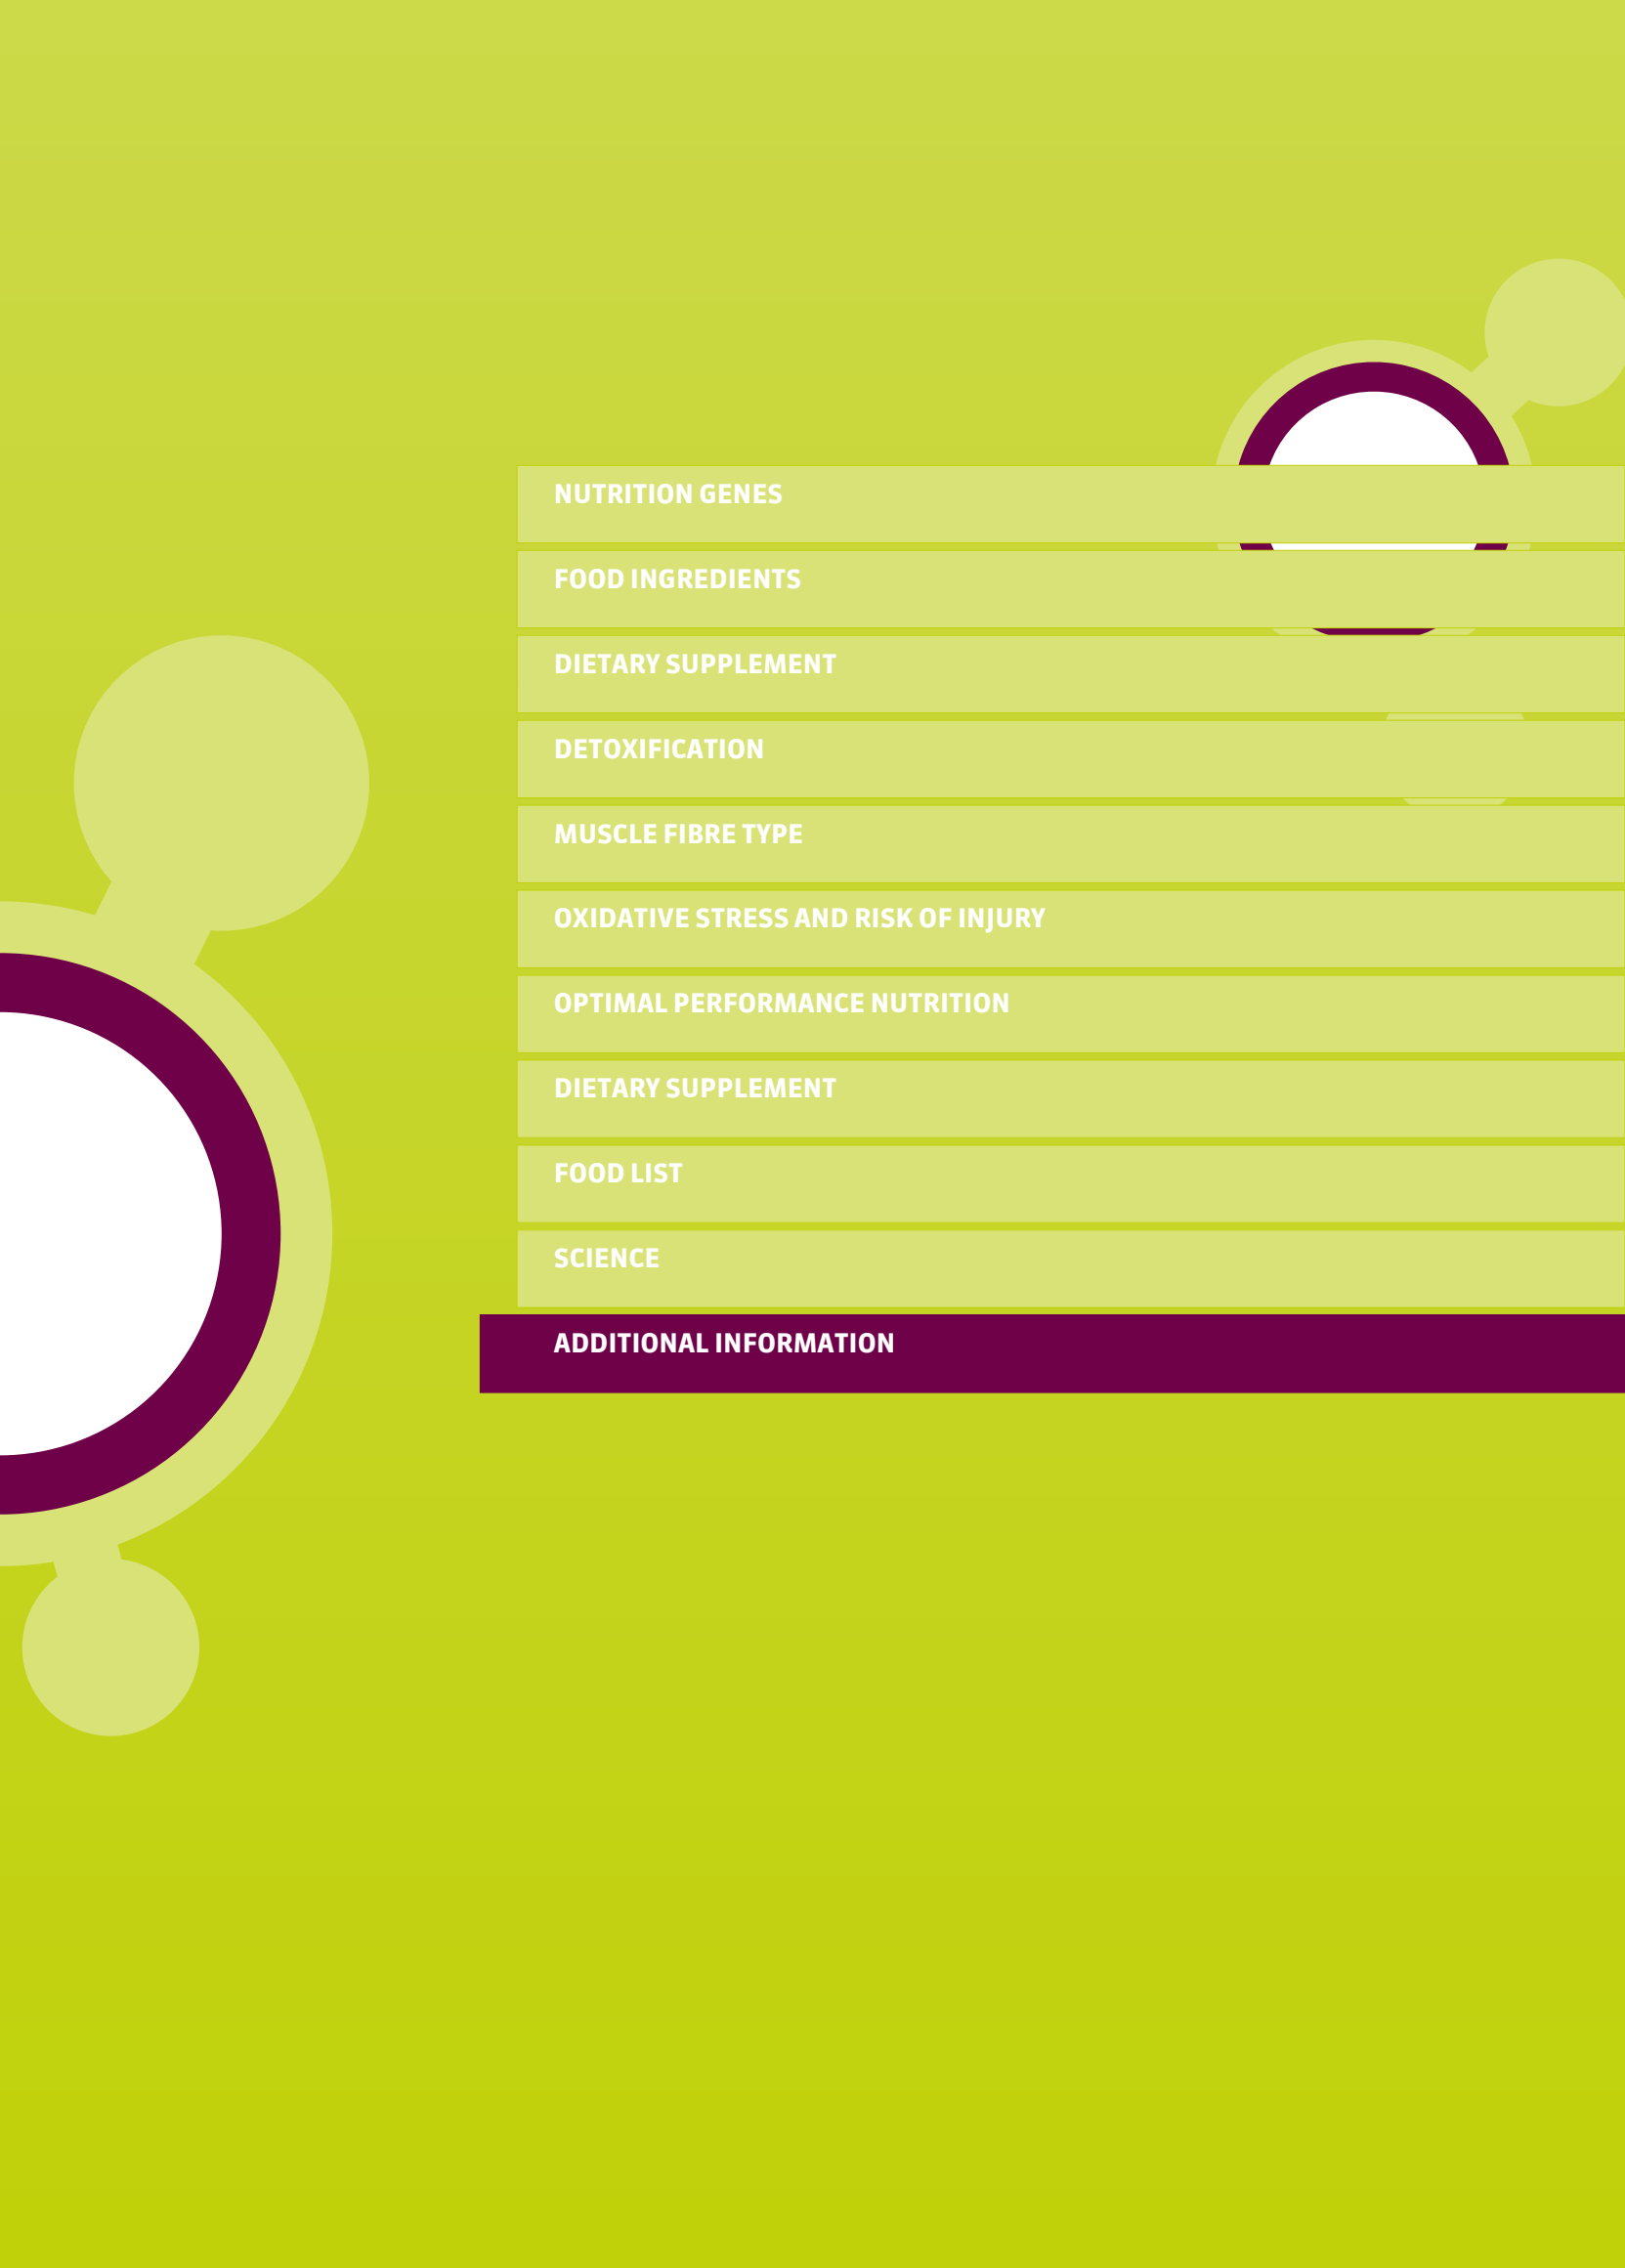 NUTRITION GENES
FOOD INGREDIENTS
DIETARY SUPPLEMENT
DETOXIFICATION
MUSCLE FIBRE TYPE
OXIDATIVE STRESS AND RISK OF INJURY
OPTIMAL PERFORMANCE NUTRITION
DIETARY SUPPLEMENT
FOOD LIST
SCIENCE
ADDITIONAL INFORMATION